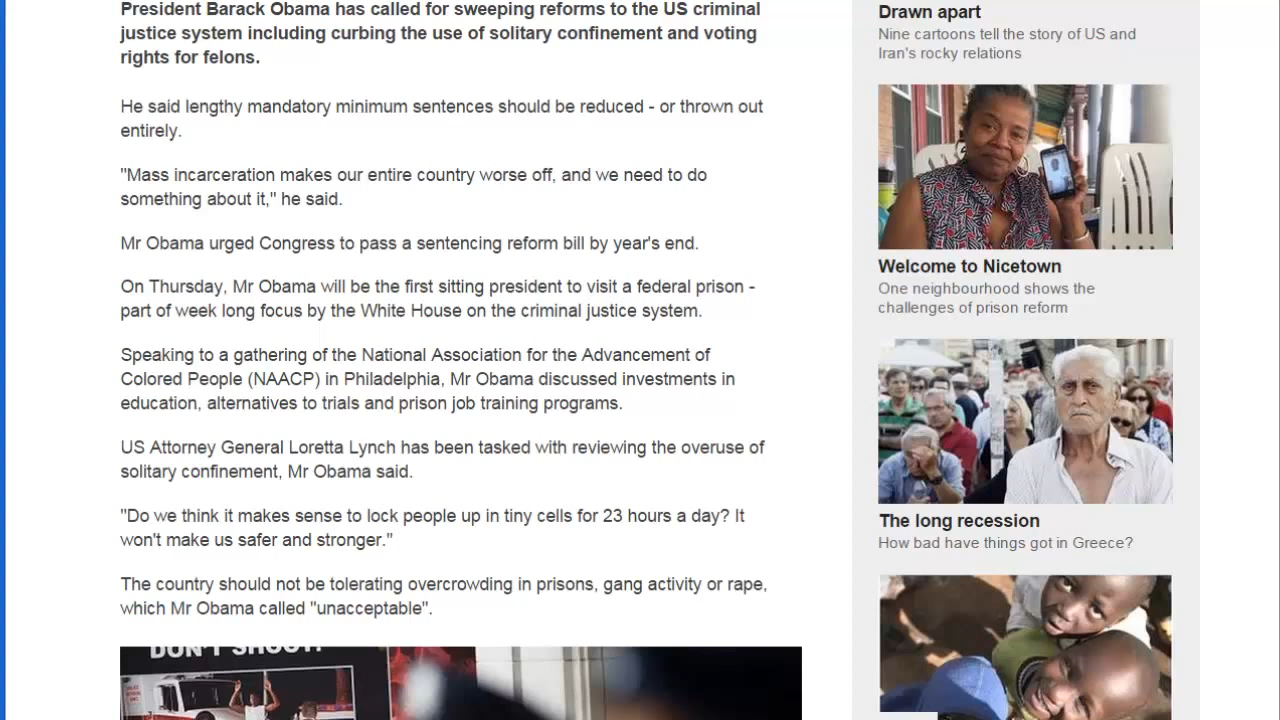 President Barack Obama has called for sweeping reforms to the US criminal
justice system including curbing the use of solitary confinement and voting
rights for felons.
He said lengthy mandatory minimum sentences should be reduced - or thrown out
entirely.
"Mass incarceration makes our entire country worse off, and we need to do
something about it," he said.
Mr Obama urged Congress to pass a sentencing reform bill by year's end.
On Thursday, Mr Obama will be the first sitting president to visit a federal prison -
part of week long focus by the White House on the criminal justice system.
Speaking to a gathering of the National Association for the Advancement of
Colored People (NAACP) in Philadelphia, Mr Obama discussed investments in
education, alternatives to trials and prison job training programs.
US Attorney General Loretta Lynch has been tasked with reviewing the overuse of
solitary confinement, Mr Obama said.
"Do we think it makes sense to lock people up in tiny cells for 23 hours a day? It
won't make us safer and stronger."
The country should not be tolerating overcrowding in prisons, gang activity or rape,
which Mr Obama called "unacceptable".
DON'T SHOOT!
Drawn apart
Nine cartoons tell the story of US and
Iran's rocky relations
Welcome to Nicetown
One neighbourhood shows the
challenges of prison reform
The long recession
How bad have things got in Greece?